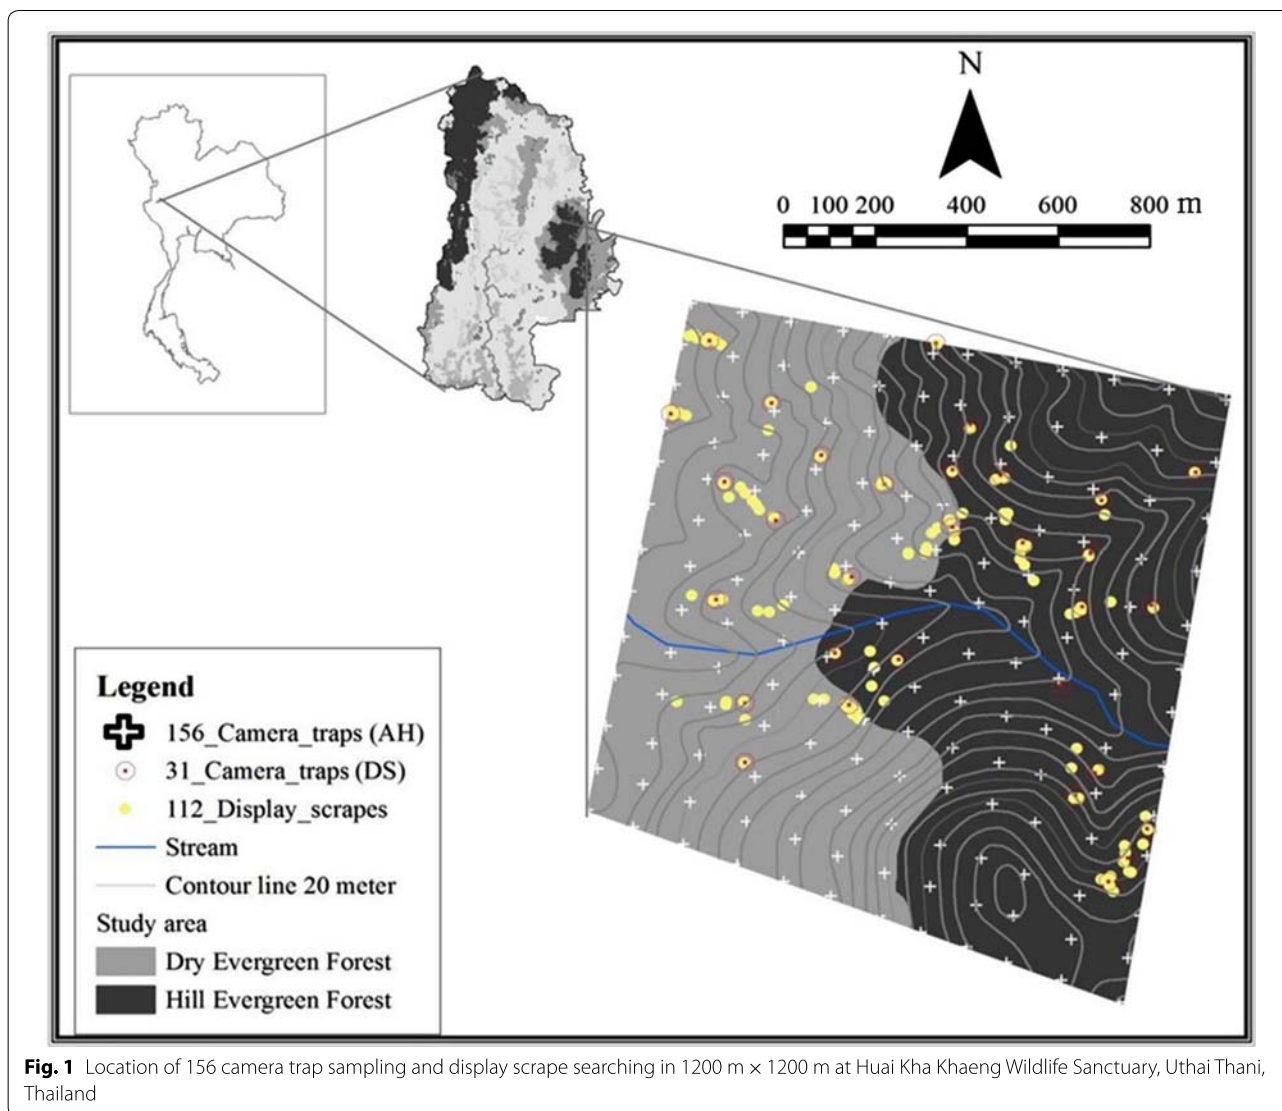 N
0 100 200 400 600 800 m
Legend
156_Camera_traps (AH)
31_Camera_traps (DS)
112_Display_scrapes
Stream
Contour line 20 meter
Study area
Dry Evergreen Forest
Hill Evergreen Forest
Fig. 1 Location of 156 camera trap sampling and display scrape searching in 1200 m × 1200 m at Huai Kha Khaeng Wildlife Sanctuary, Uthai Thani,
Thailand